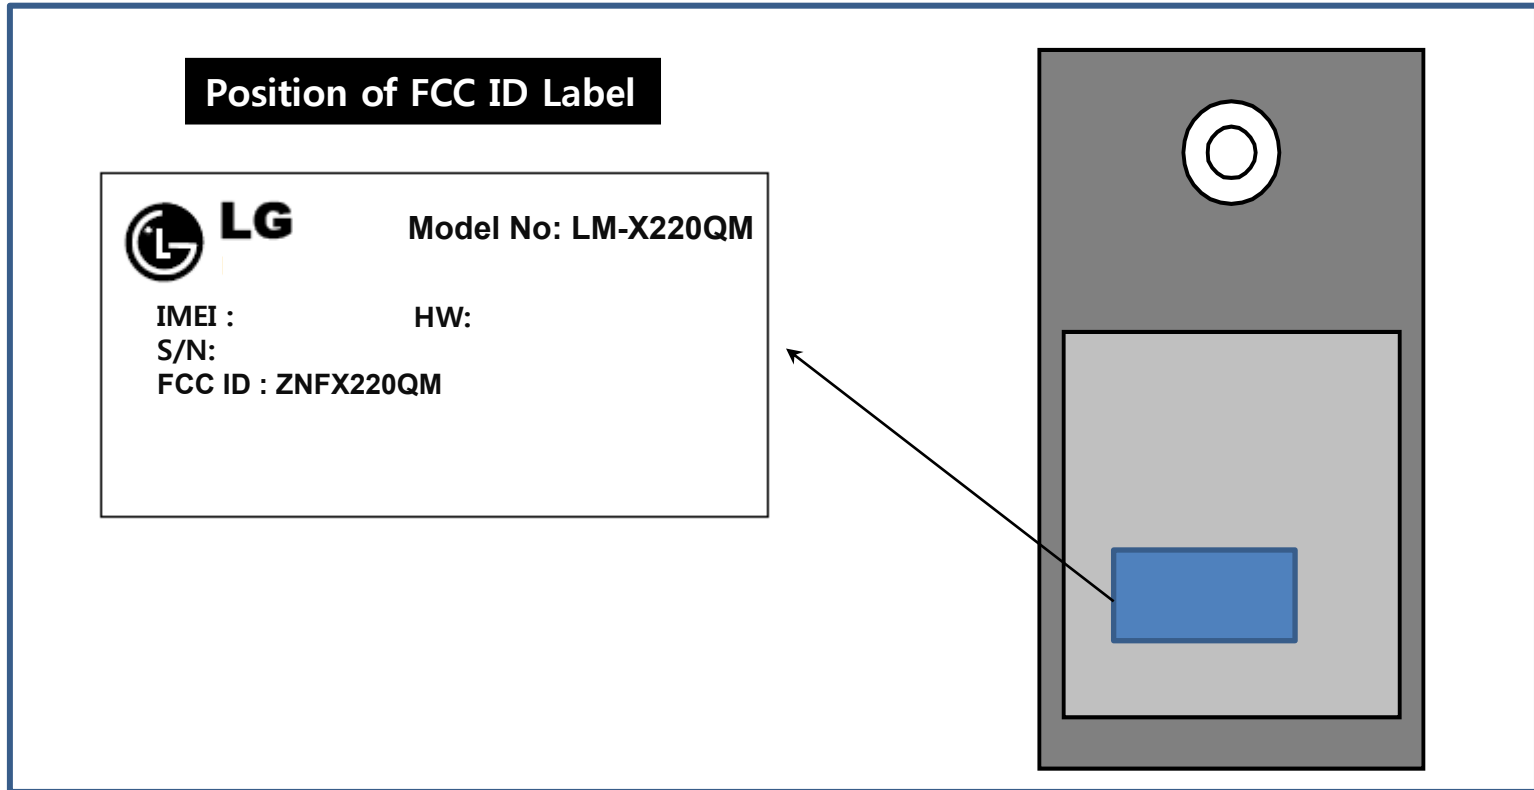 Position of FCC ID Label
LG
Model No: LM-X220QM
IMEI :
HW:
S/N:
FCC ID : ZNFX220QM